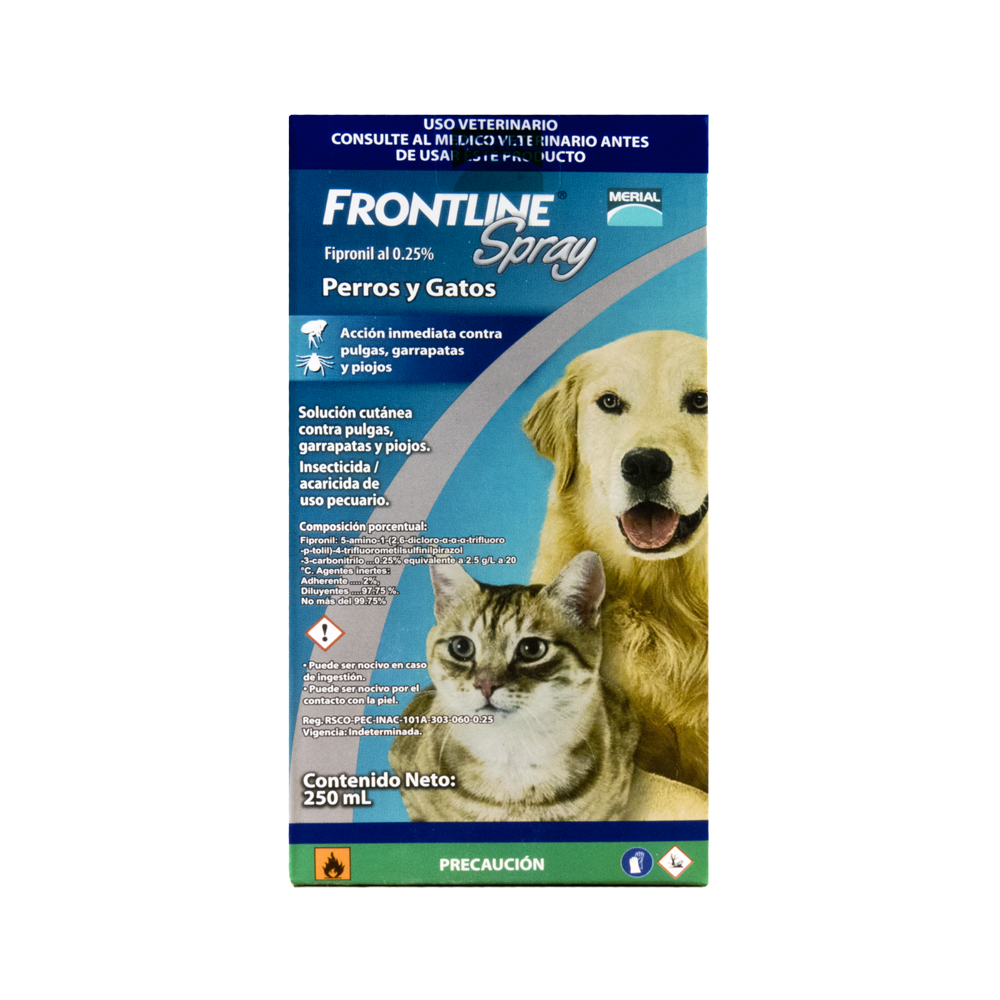 USO VETERINARIO
CONSULTE AL MEDICO VETERINARIO ANTES
DE USAR ESTE PRODUCTO
FRONTLINE®
MERIAL
Spray
Fipronil al 0.25%
Perros y Gatos
Acción inmediata contra
pulgas, garrapatas
y piojos
Solución cutánea
contra pulgas,
garrapatas y piojos.
Insecticida /
acaricida de
uso pecuario.
Composición porcentual:
Fipronil: 5-amino-1-(2,6-dicloro-α-α-α-trifluoro
-p-tolil)-4-trifluorometilsulfinilpirazol
-3-carbonitrilo ...0.25% equivalente a 2.5 g/L a 20
°C. Agentes inertes:
Adherente .... 2%,
Diluyentes ....97.75 %.
No más del 99.75%
!
• Puede ser nocivo en caso
de ingestión.
• Puede ser nocivo por el
contacto con la piel.
Reg. RSCO-PEC-INAC-101A-303-060-0.25
Vigencia: Indeterminada.
Contenido Neto:
250 mL
PRECAUCIÓN